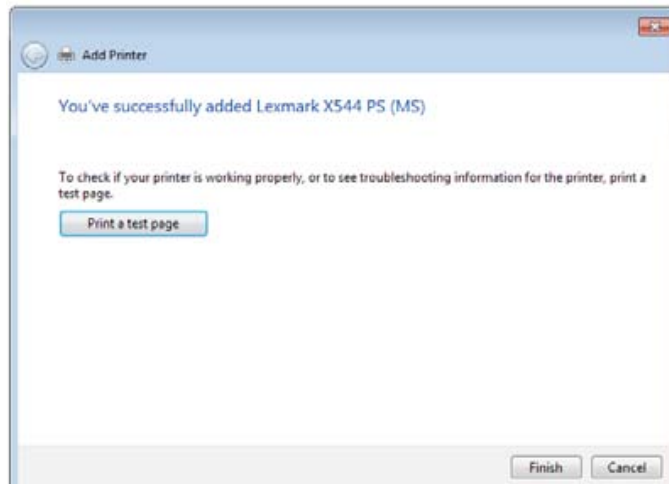 Add Printer
You've successfully added Lexmark X544 PS (MS)
To check if your printer is working properly, or to see troubleshooting information for the printer, print a
test page.
Print a test page
Finish Cancel